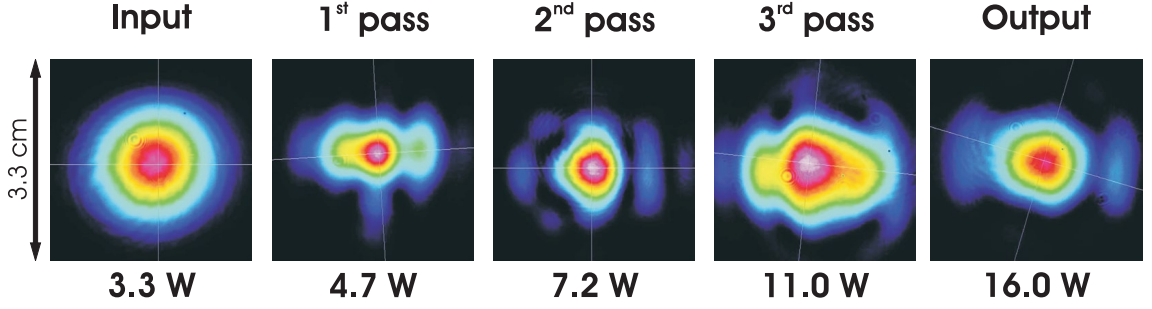 Input 1st pass 2nd pass 3rd pass Output
3.3 cm
3.3 W 4.7 W 7.2 W 11.0 W 16.0 W